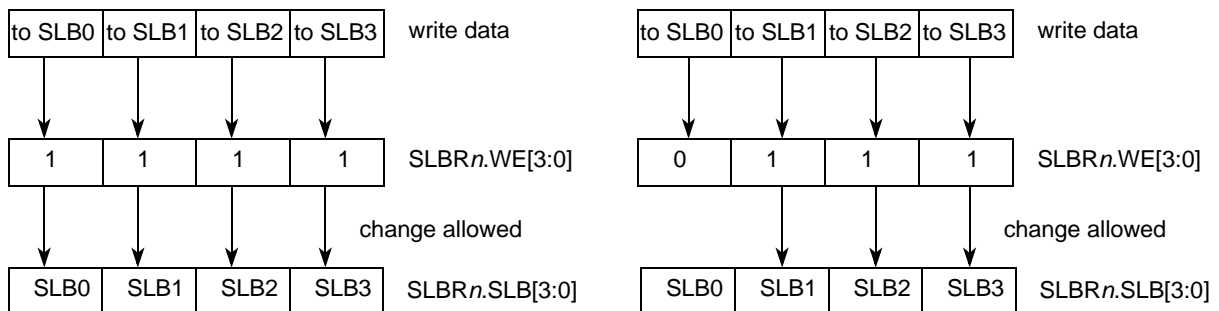 to SLB0 to SLB1 to SLB2 to SLB3 write data to SLB0 to SLB1 to SLB2 to SLB3 write data
1 1 1 1 SLBRn.WE[3:0] 0 1 1 1 SLBRn.WE[3:0]
change allowed change allowed
SLB0 SLB1 SLB2 SLB3 SLBRn.SLB[3:0] SLB0 SLB1 SLB2 SLB3 SLBRn.SLB[3:0]